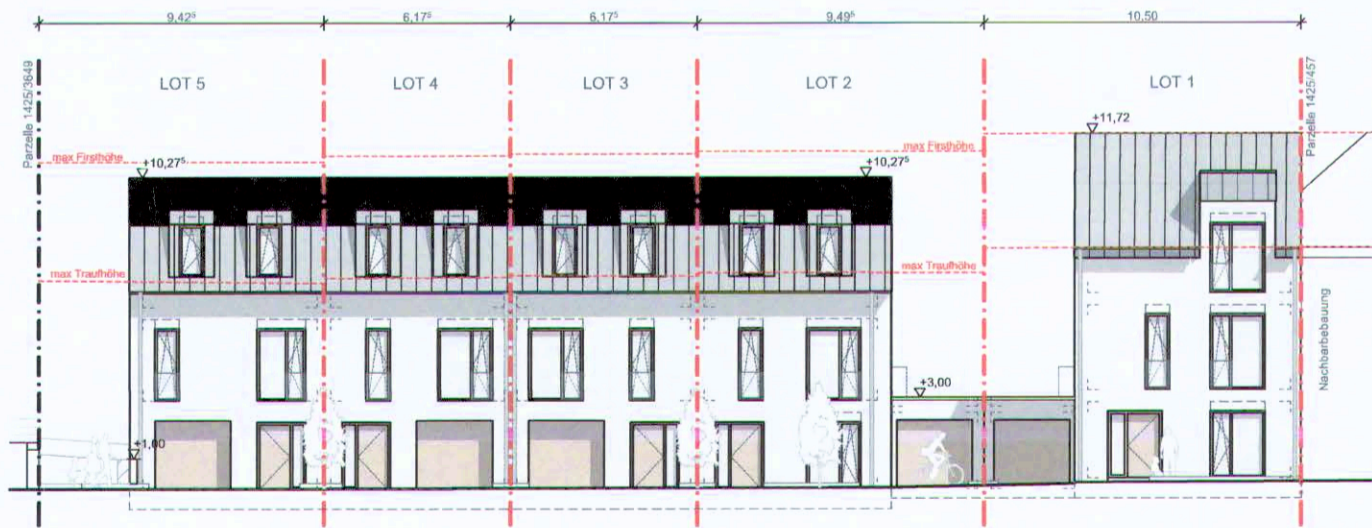 9,42⁵ 6,17⁵ 6,17⁵ 9,49⁵ 10,50
Parzelle 1425/3649
LOT 5 LOT 4 LOT 3 LOT 2 LOT 1
Parzelle 1425/457
+11,72
max Firsthöhe
max Firsthöhe
+10,27⁵
+10,27⁵
max Traufhöhe
max Traufhöhe
Nachbarbebauung
+3,00
+1,00